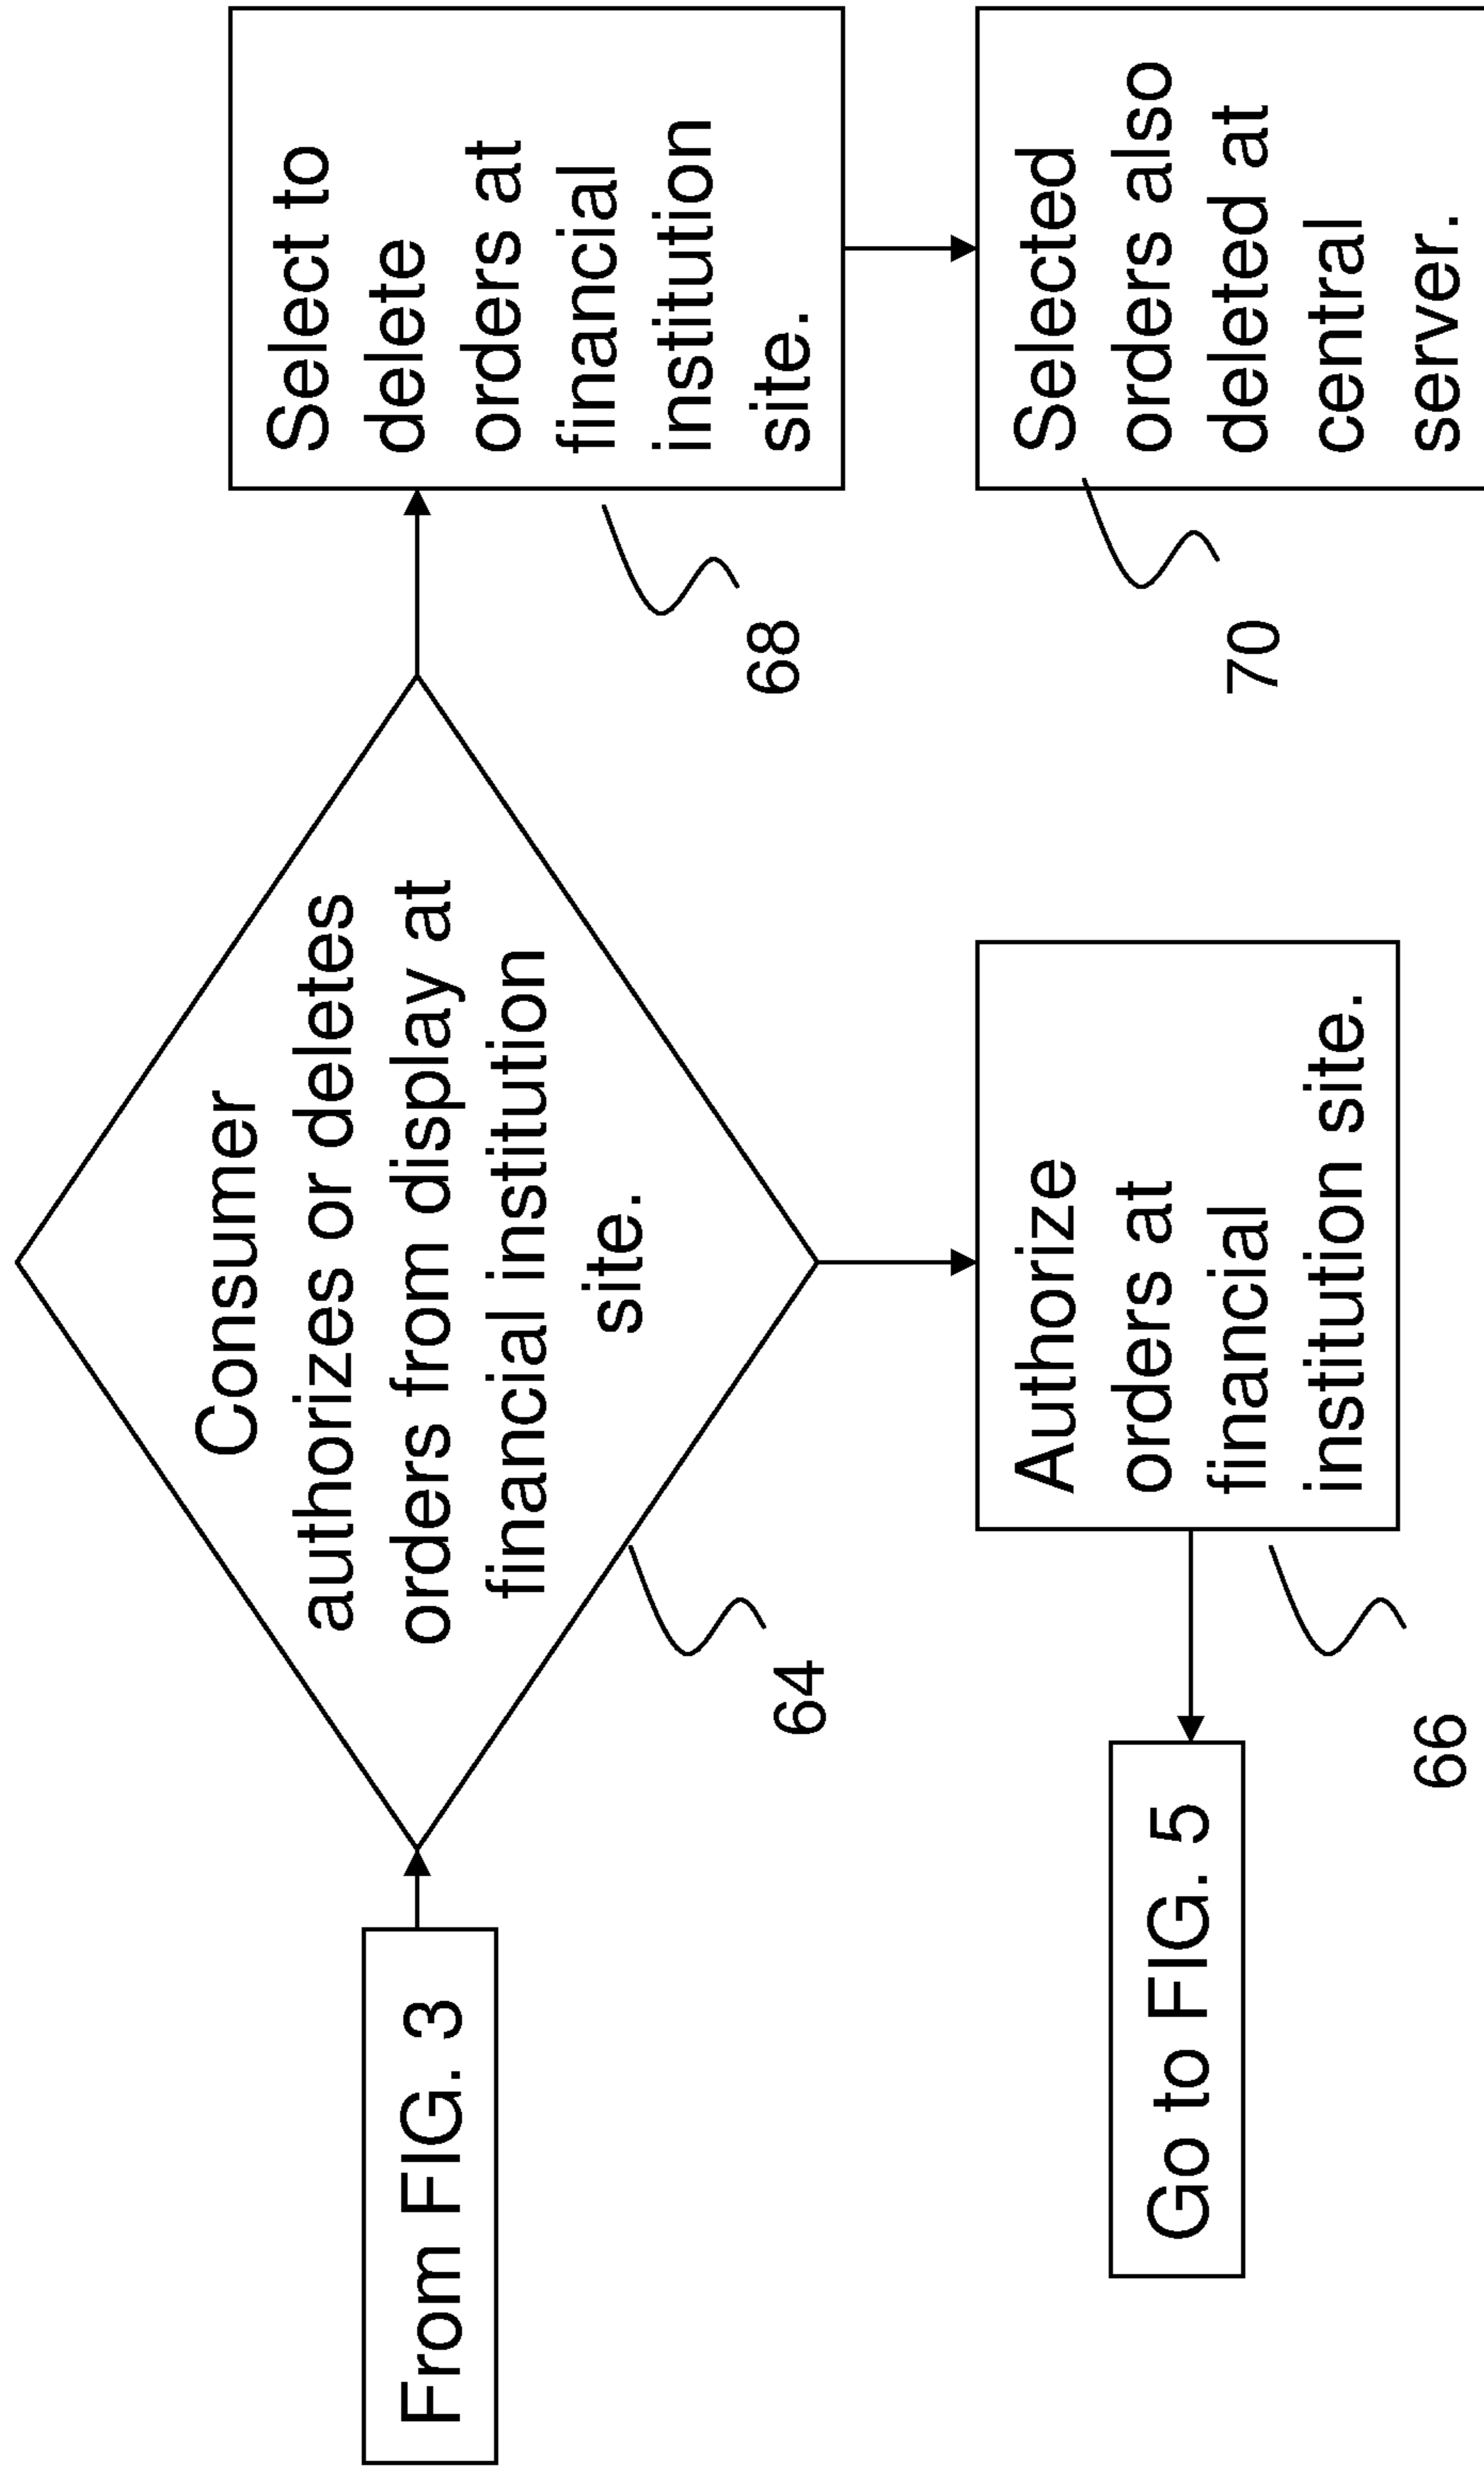 From FIG. 3
Consumer
authorizes or deletes
orders from display at
financial institution
site.
64
Select to
delete
orders at
financial
institution
site.
68
Selected
orders also
deleted at
central
server.
70
Authorize
orders at
financial
institution site.
66
Go to FIG. 5